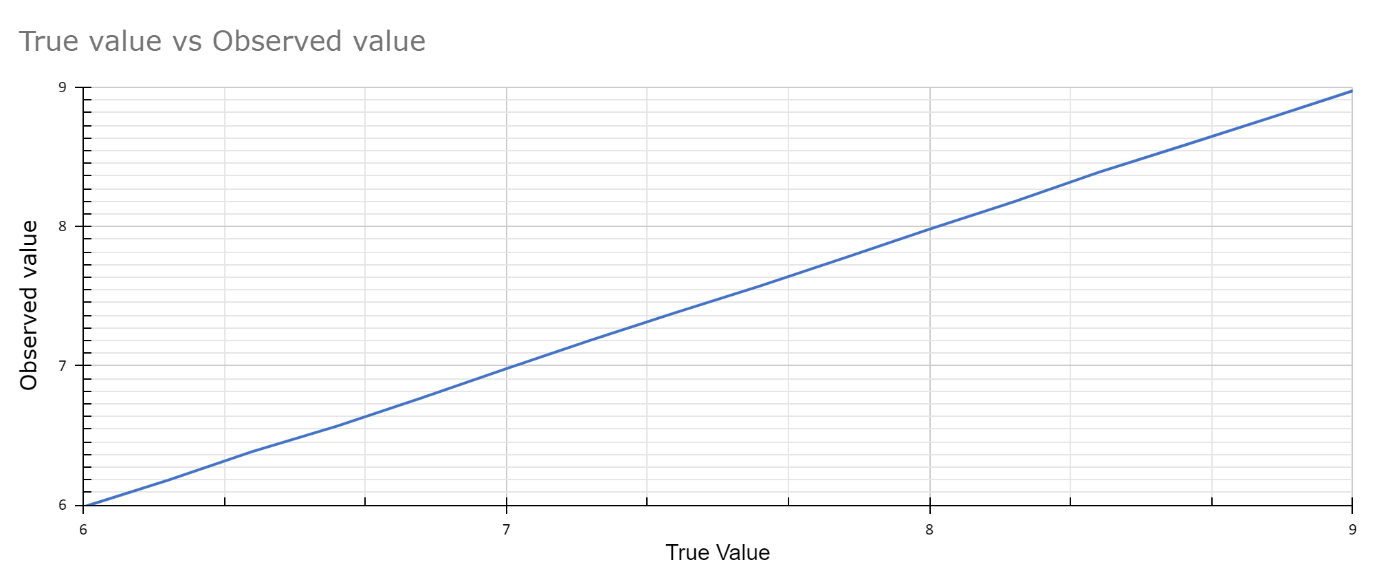 True value vs Observed value
9
8
7
6
Observed value
6 7 8 9
True Value